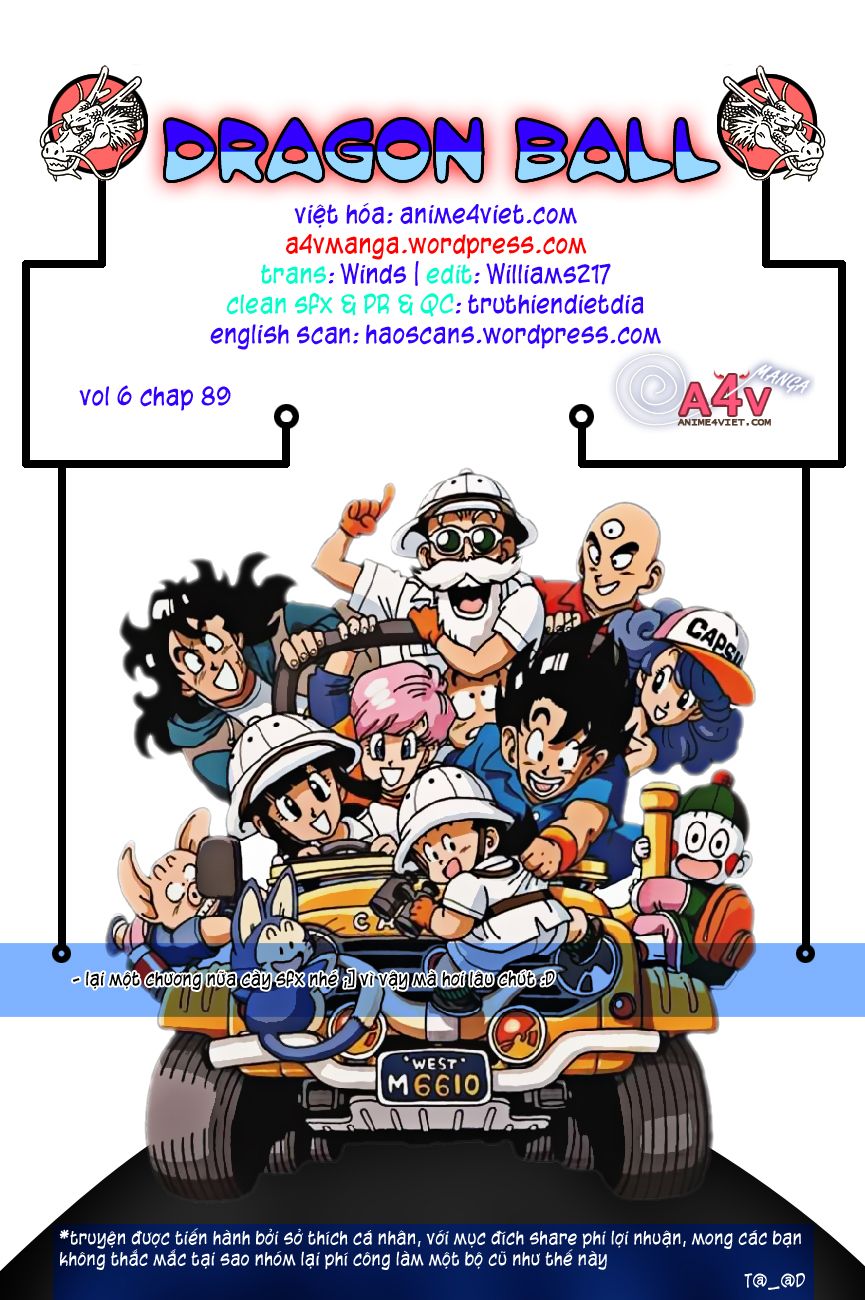 DRAGON BALL
việt hóa: anime4viet.com
a4vmanga.wordpress.com
trans: Winds | edit: Williams217
clean sfx & PR & QC: truthiendietdia
english scan: haoscans.wordpress.com
vol 6 chap 89
A4V MANGA
ANIME4VIET.COM
CAPSU
CA
- lại một chương nữa cây sfx nhé ;] vì vậy mà hơi lâu chút :D
'WEST'
M6610
*truyện được tiến hành bởi sở thích cá nhân, với mục đích share phi lợi nhuận, mong các bạn
không thắc mắc tại sao nhóm lại phí công làm một bộ cũ như thế này
T@_@D